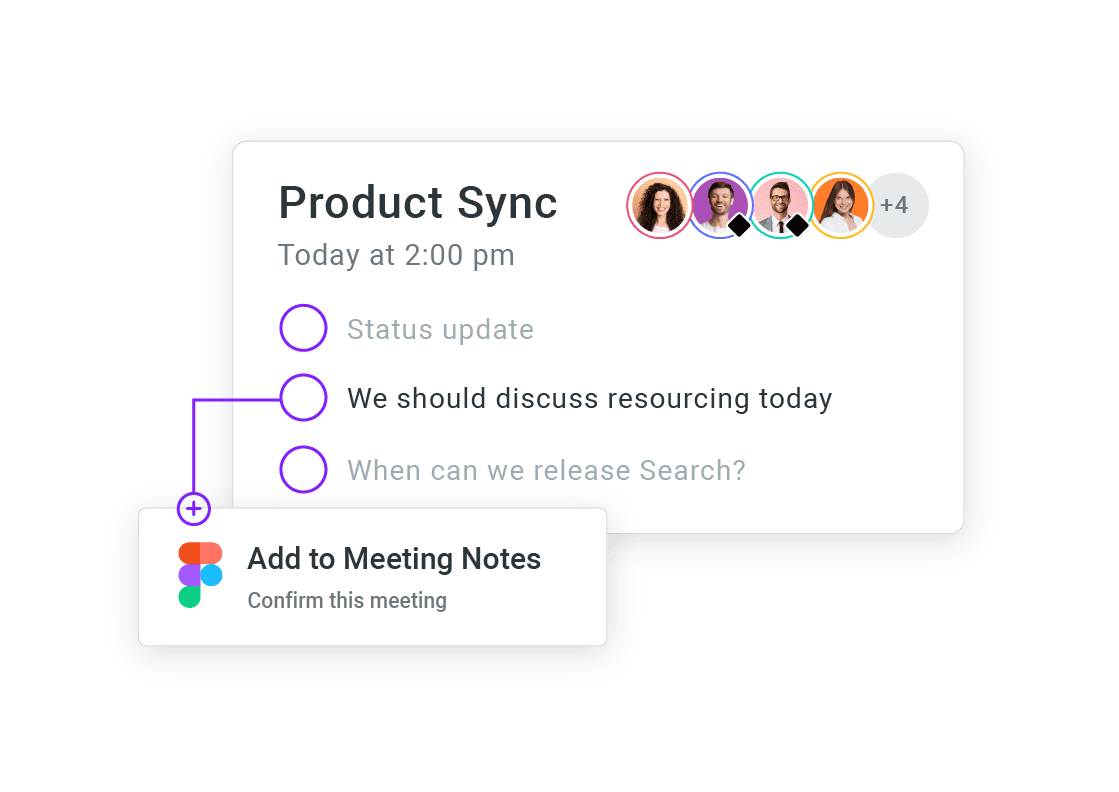 Product Sync
+4
Today at 2:00 pm
Status update
We should discuss resourcing today
When can we release Search?
Add to Meeting Notes
Confirm this meeting